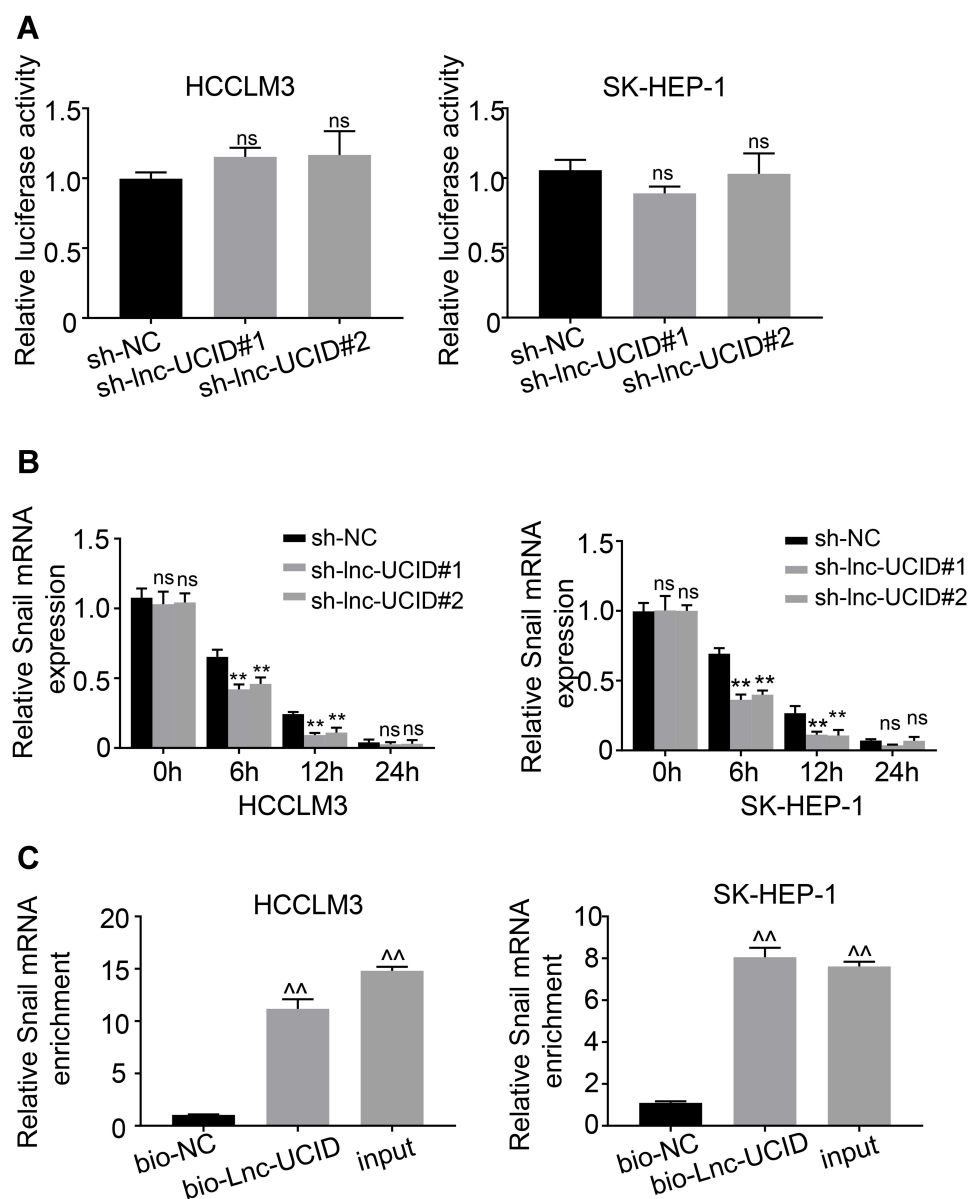 A
HCCLM3
Relative luciferase activity
1.5
1.0
0.5
0
ns
ns
sh-NC
sh-lnc-UCID#1
sh-lnc-UCID#2
SK-HEP-1
Relative luciferase activity
1.5
1.0
0.5
0
ns
ns
sh-NC
sh-lnc-UCID#1
sh-lnc-UCID#2
B
Relative Snail mRNA
expression
1.5
1.0
0.5
0
sh-NC
sh-lnc-UCID#1
sh-lnc-UCID#2
ns ns
** **
** **
ns ns
0h 6h 12h 24h
HCCLM3
Relative Snail mRNA
expression
1.5
1.0
0.5
0
sh-NC
sh-lnc-UCID#1
sh-lnc-UCID#2
ns ns
** **
** **
ns ns
0h 6h 12h 24h
SK-HEP-1
C
HCCLM3
Relative Snail mRNA
enrichment
20
15
10
5
0
^^
^^
bio-NC
bio-Lnc-UCID
input
SK-HEP-1
Relative Snail mRNA
enrichment
10
8
6
4
2
0
^^
^^
bio-NC
bio-Lnc-UCID
input